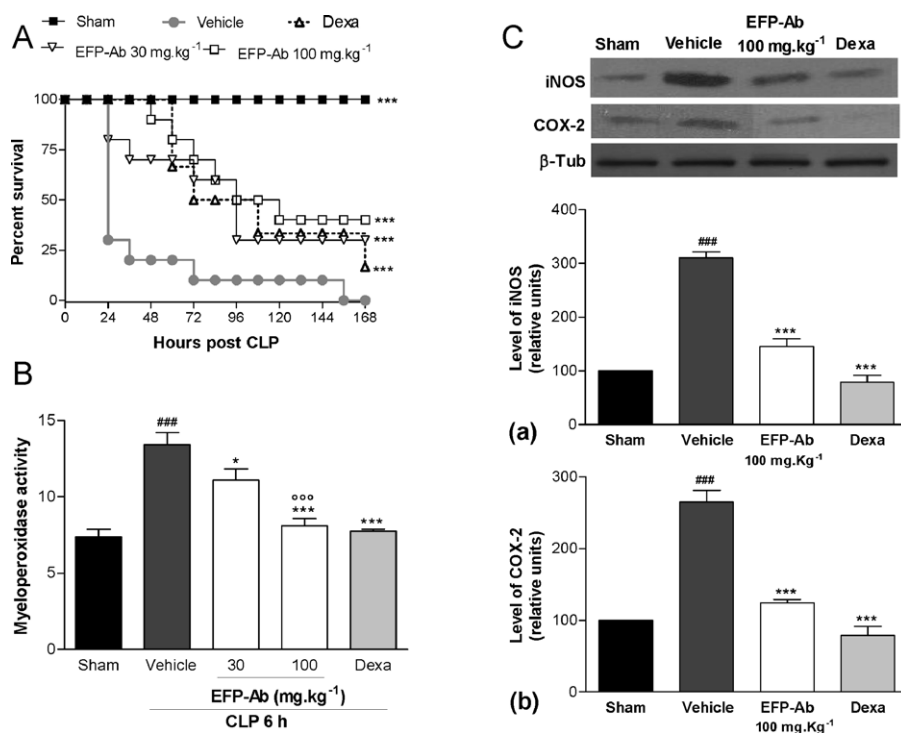 A
Sham Vehicle Dexa
EFP-Ab 30 mg.kg⁻¹ EFP-Ab 100 mg.kg⁻¹
Percent survival
100
75
50
25
0
***
***
***
***
0 24 48 72 96 120 144 168
Hours post CLP
B
Myeloperoxidase activity
15
10
5
0
###
*
°°°
***
***
Sham Vehicle 30 100 Dexa
EFP-Ab (mg.kg⁻¹)
CLP 6 h
C
EFP-Ab
Sham Vehicle 100 mg.kg⁻¹ Dexa
iNOS
COX-2
β-Tub
Level of iNOS
(relative units)
400
300
200
100
0
###
***
***
(a)
Sham Vehicle EFP-Ab Dexa
100 mg.Kg⁻¹
Level of COX-2
(relative units)
300
200
100
0
###
***
***
(b)
Sham Vehicle EFP-Ab Dexa
100 mg.Kg⁻¹